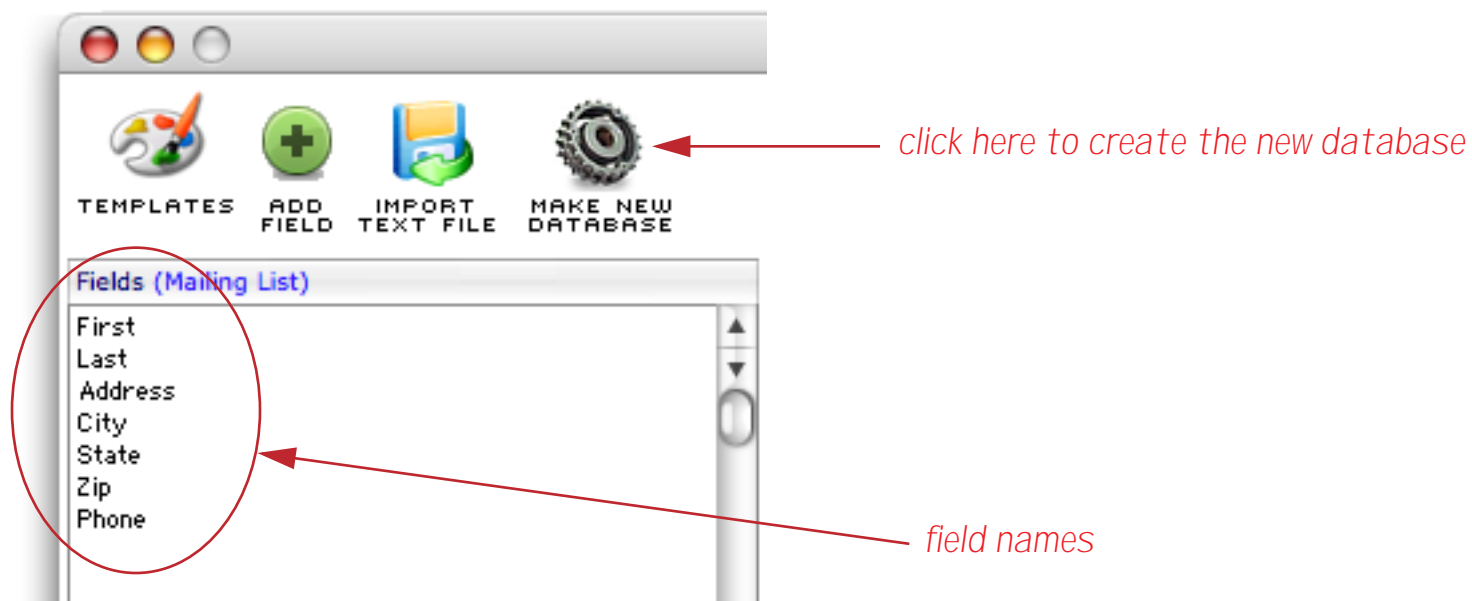 click here to create the new database
TEMPLATES
ADD
FIELD
IMPORT
TEXT FILE
MAKE NEW
DATABASE
Fields (Mailing List)
First
Last
Address
City
State
Zip
Phone
field names